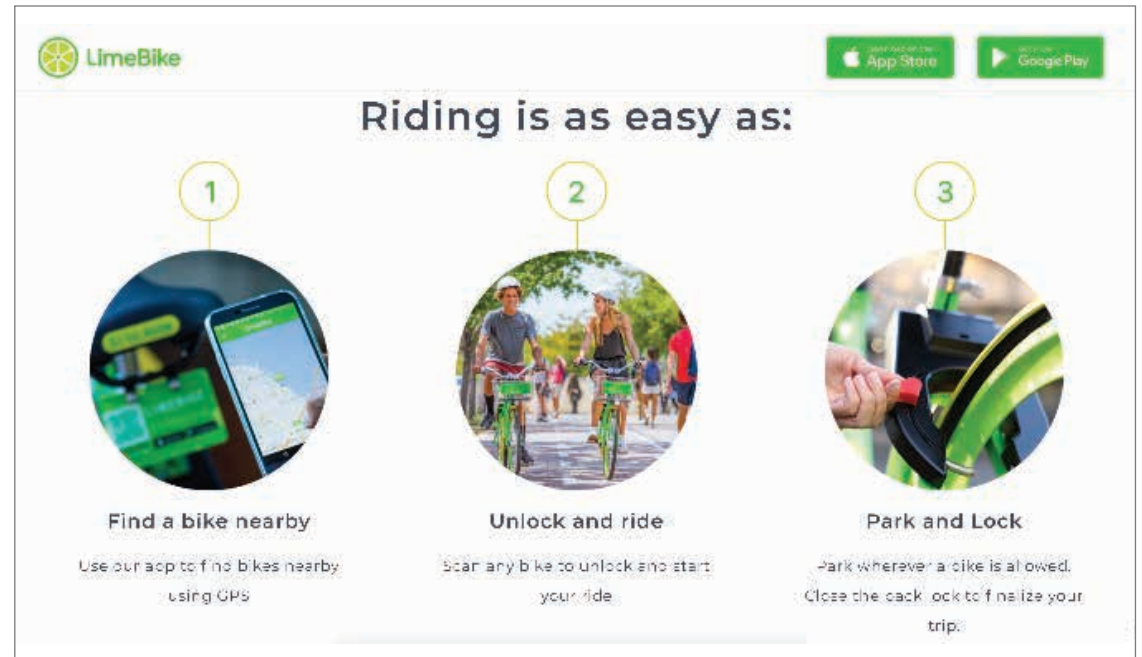 LimeBike
App Store
Google Play
Riding is as easy as:
1
2
3
Find a bike nearby
Unlock and ride
Park and Lock
Use our app to find bikes nearby
using GPS
Scan any bike to unlock and start
your ride
Park wherever a bike is allowed.
Close the back lock to finalize your
trip.